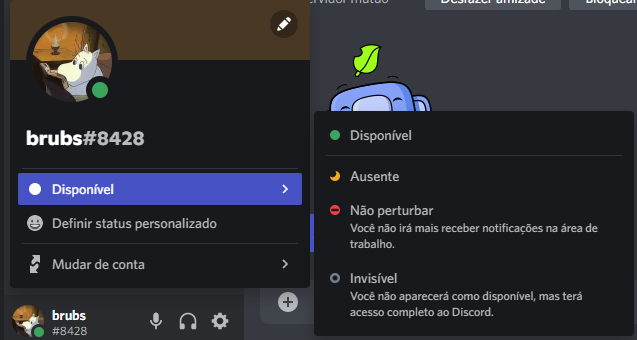 servidor mútuo
Desfazer amizade
brubs#8428
Disponível
Definir status personalizado
Mudar de conta
brubs
#8428
Disponível
Ausente
Não perturbar
Você não irá mais receber notificações na área de
trabalho.
Invisível
Você não aparecerá como disponível, mas terá
acesso completo ao Discord.